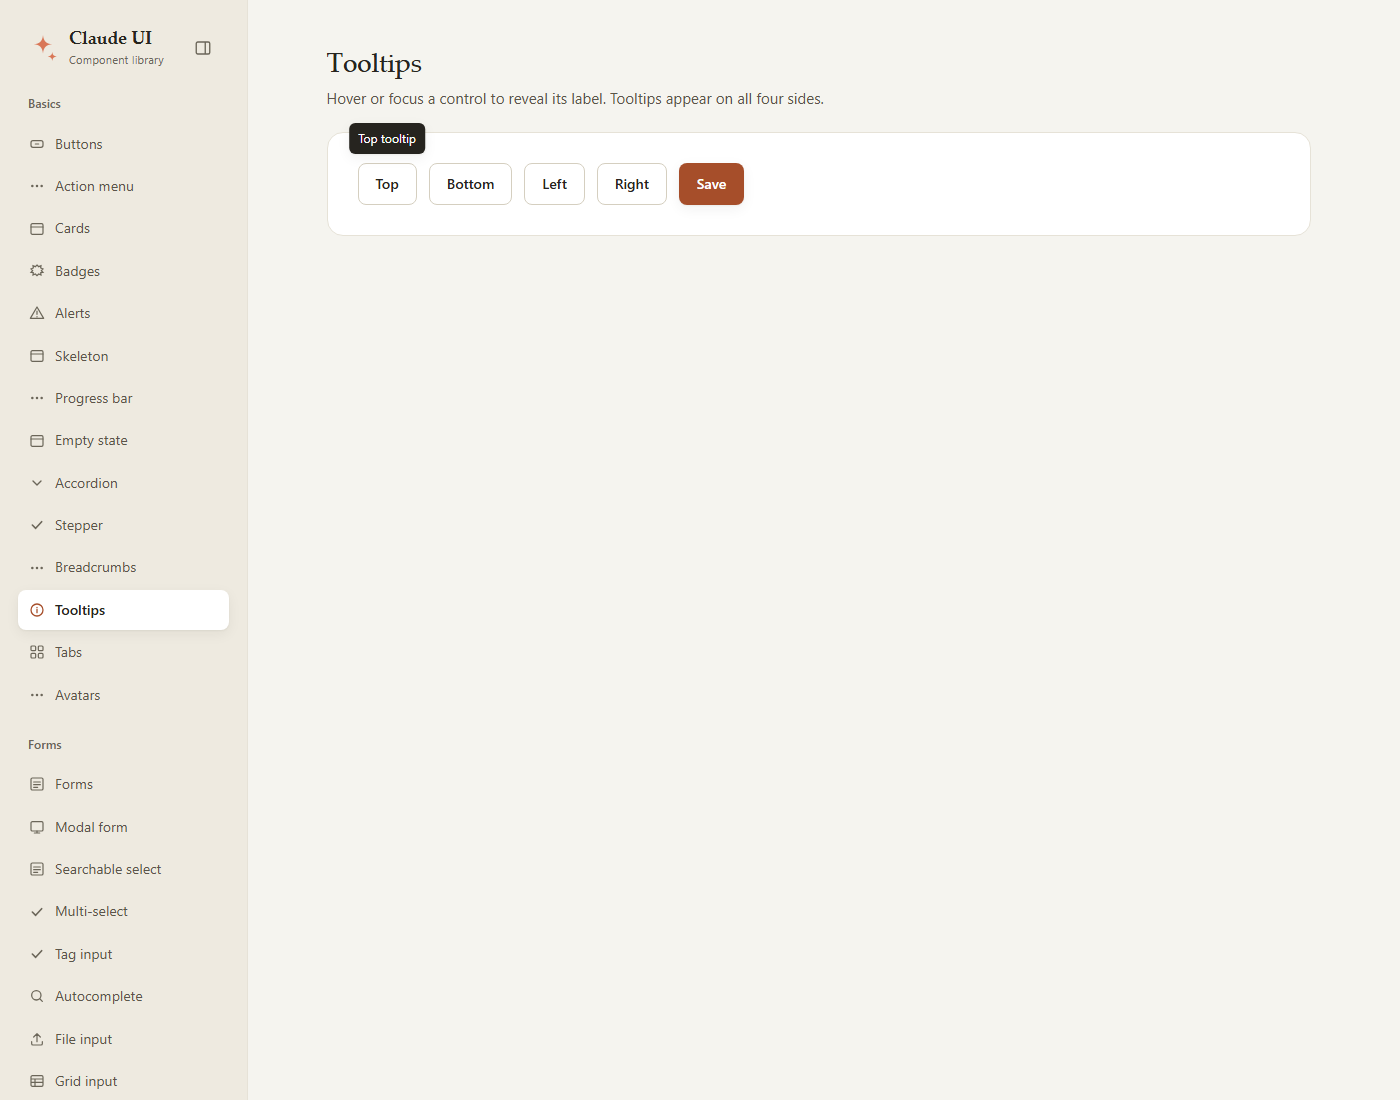 Claude UI
Component library
Basics
Buttons
Action menu
Cards
Badges
Alerts
Skeleton
Progress bar
Empty state
Accordion
Stepper
Breadcrumbs
Tooltips
Tabs
Avatars
Forms
Forms
Modal form
Searchable select
Multi-select
Tag input
Autocomplete
File input
Grid input
Tooltips
Hover or focus a control to reveal its label. Tooltips appear on all four sides.
Top tooltip
Top Bottom Left Right Save